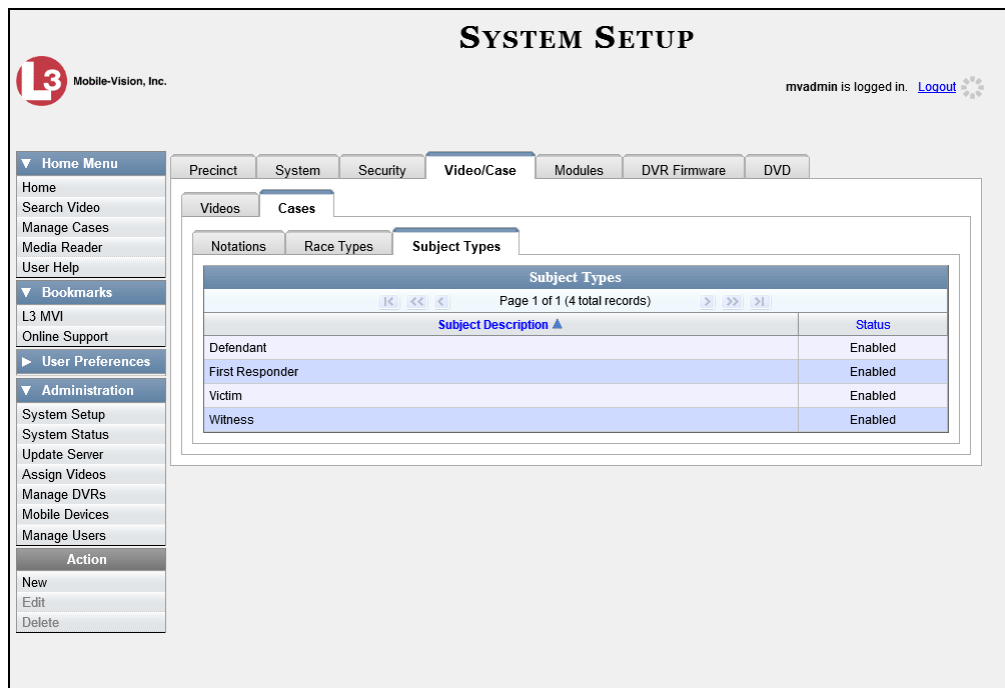 SYSTEM SETUP
L3 Mobile-Vision, Inc.
mvadmin is logged in. Logout
▼ Home Menu
Home
Search Video
Manage Cases
Media Reader
User Help
▼ Bookmarks
L3 MVI
Online Support
▶ User Preferences
▼ Administration
System Setup
System Status
Update Server
Assign Videos
Manage DVRs
Mobile Devices
Manage Users
Action
New
Edit
Delete
Precinct System Security Video/Case Modules DVR Firmware DVD
Videos Cases
Notations Race Types Subject Types
Subject Types
|< << < Page 1 of 1 (4 total records) > >> >|
Subject Description ▲ Status
Defendant Enabled
First Responder Enabled
Victim Enabled
Witness Enabled